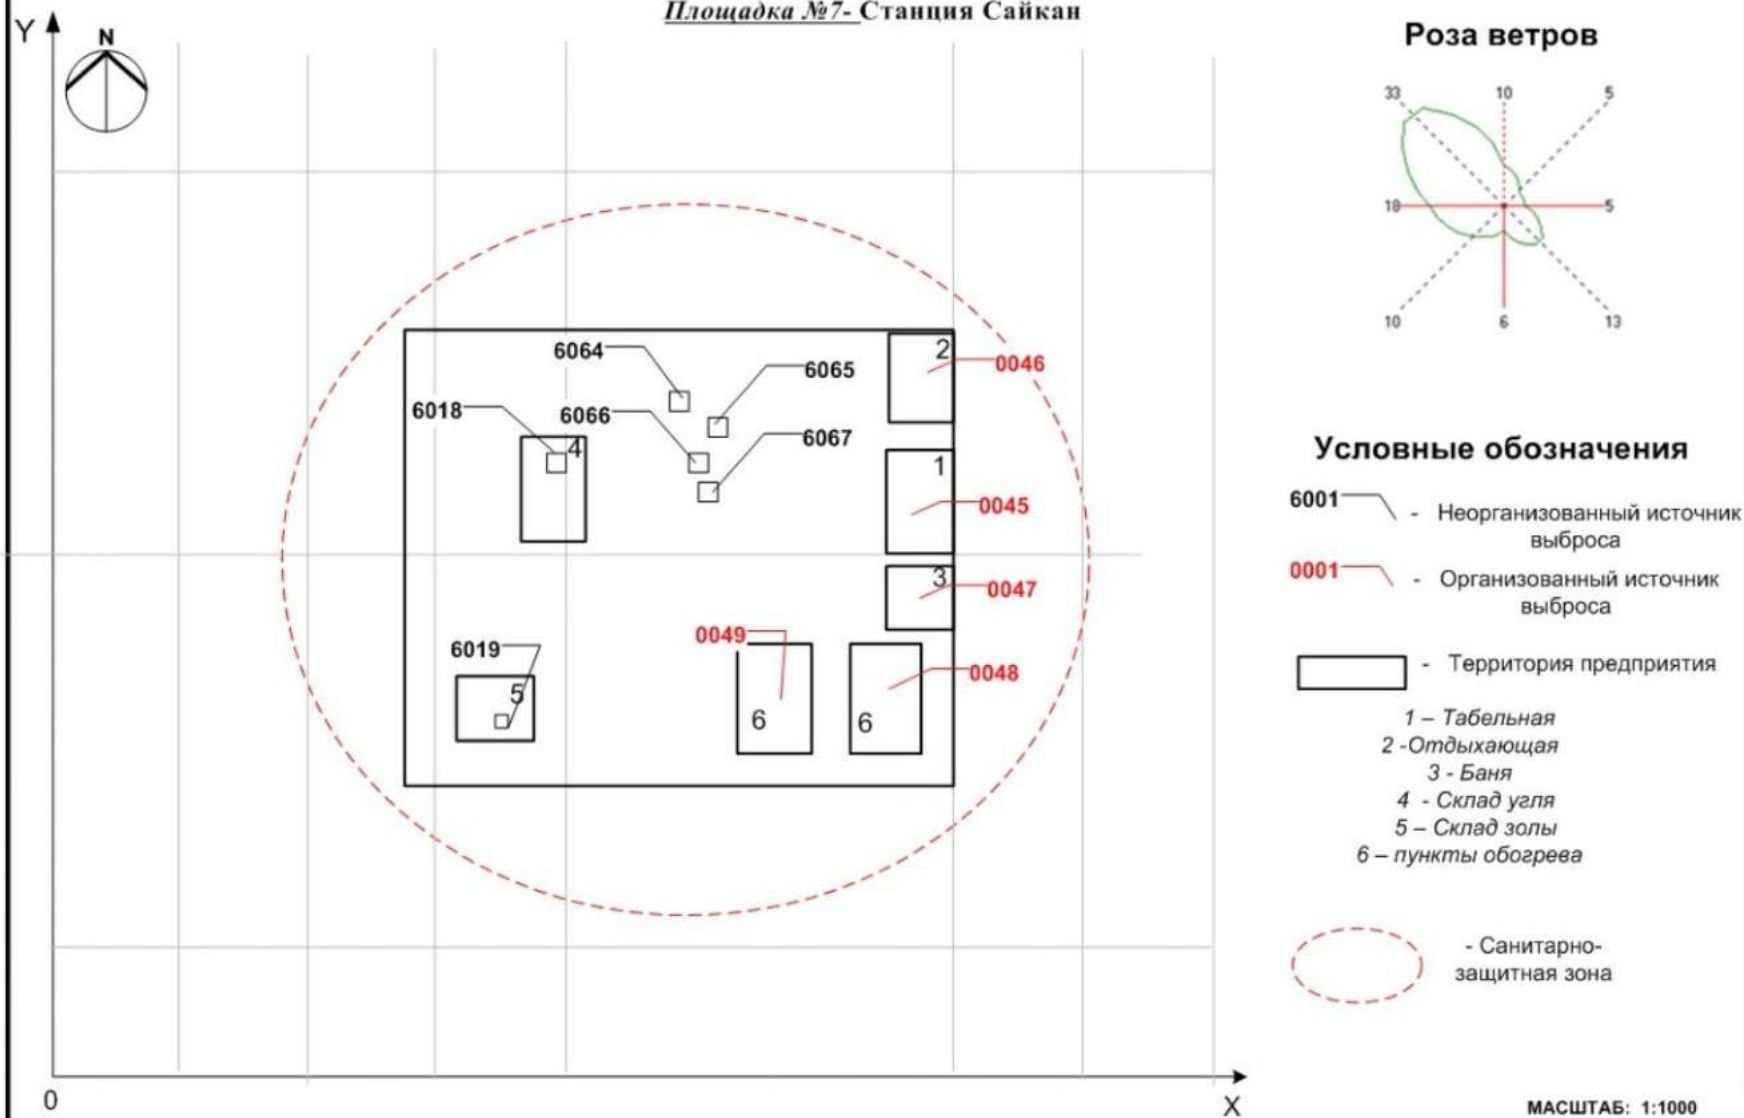 Площадка №7- Станция Сайкан
Y
N
6064
6065
6018
6066
6067
4
2
0046
1
0045
3
0047
0049
6019
5
0048
6
6
0
X
Роза ветров
33
10
5
18
5
10
6
13
Условные обозначения
6001
- Неорганизованный источник
выброса
0001
- Организованный источник
выброса
- Территория предприятия
1 – Табельная
2 -Отдыхающая
3 - Баня
4 - Склад угля
5 – Склад золы
6 – пункты обогрева
- Санитарно-
защитная зона
МАСШТАБ: 1:1000